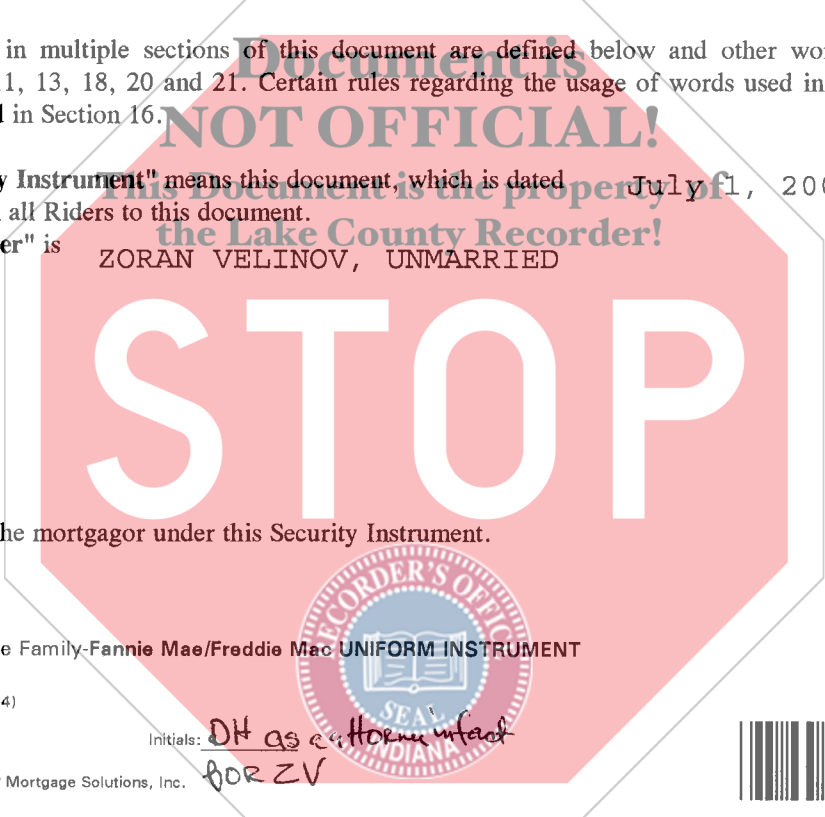 Document is
in multiple sections of this document are defined below and other wo
11, 13, 18, 20 and 21. Certain rules regarding the usage of words used in
in Section 16.
NOT OFFICIAL!
y Instrument" means this document, which is dated July 1, 200
This Document is the property of
all Riders to this document.
the Lake County Recorder!
er" is
ZORAN VELINOV, UNMARRIED
STOP
he mortgagor under this Security Instrument.
RECORDER'S OFFIC
SEAL
INDIANA
e Family-Fannie Mae/Freddie Mac UNIFORM INSTRUMENT
4)
Initials: DH as attorney in fact
for ZV
Mortgage Solutions, Inc.